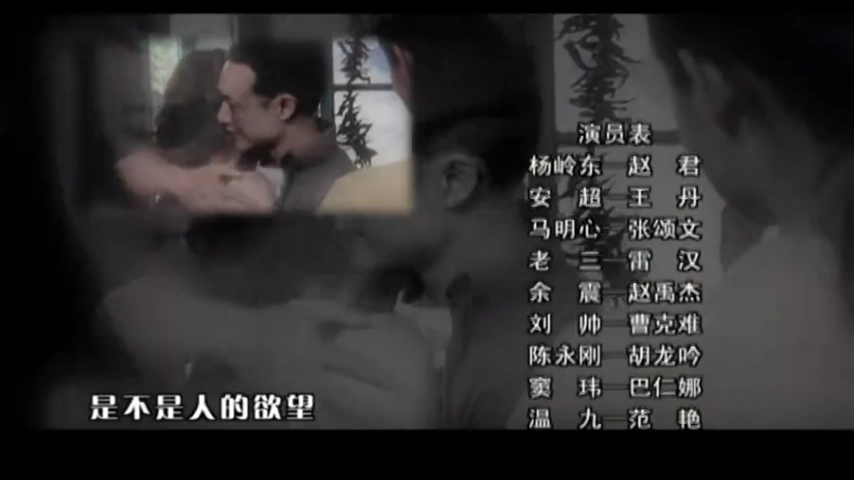 演员表
杨岭东 赵 君
安 超 王 丹
马明心 张颂文
老 三 雷 汉
余 震 赵禹杰
刘 帅 曹克难
陈永刚 胡龙吟
窦 玮 巴仁娜
温 九 范 艳
是不是人的欲望